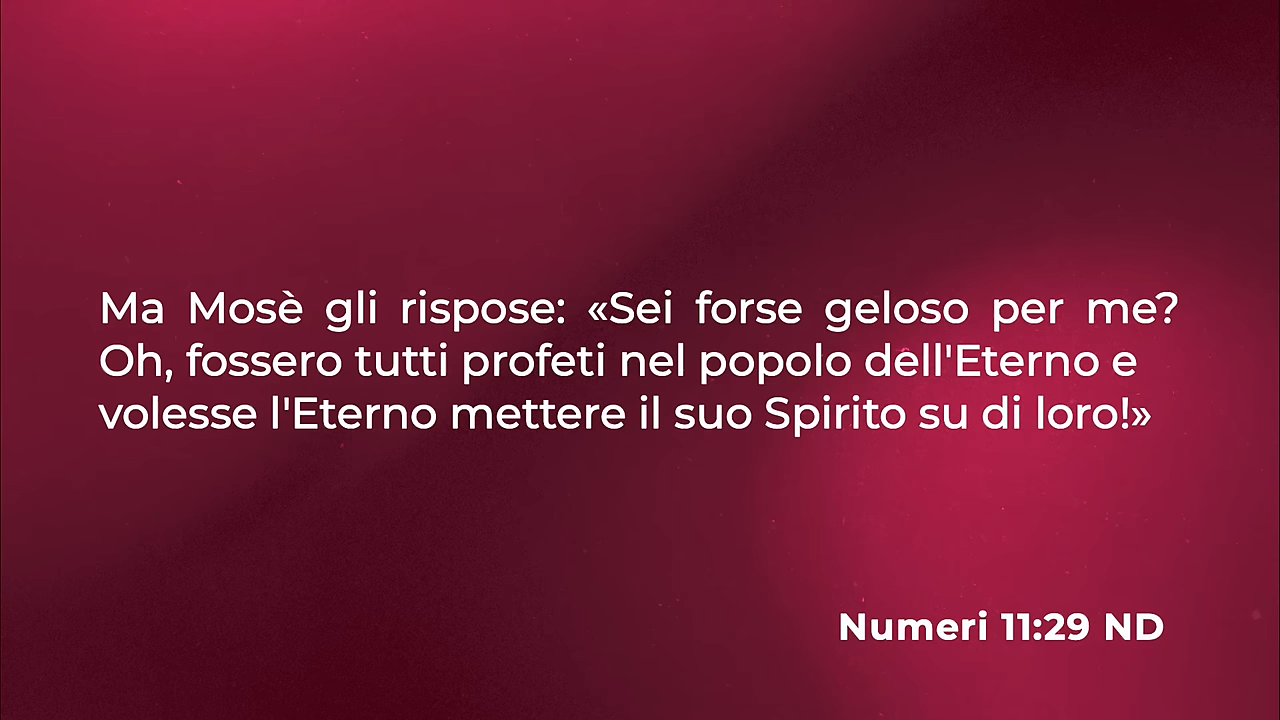 Ma Mosè gli rispose: «Sei forse geloso per me?
Oh, fossero tutti profeti nel popolo dell'Eterno e
volesse l'Eterno mettere il suo Spirito su di loro!»
Numeri 11:29 ND